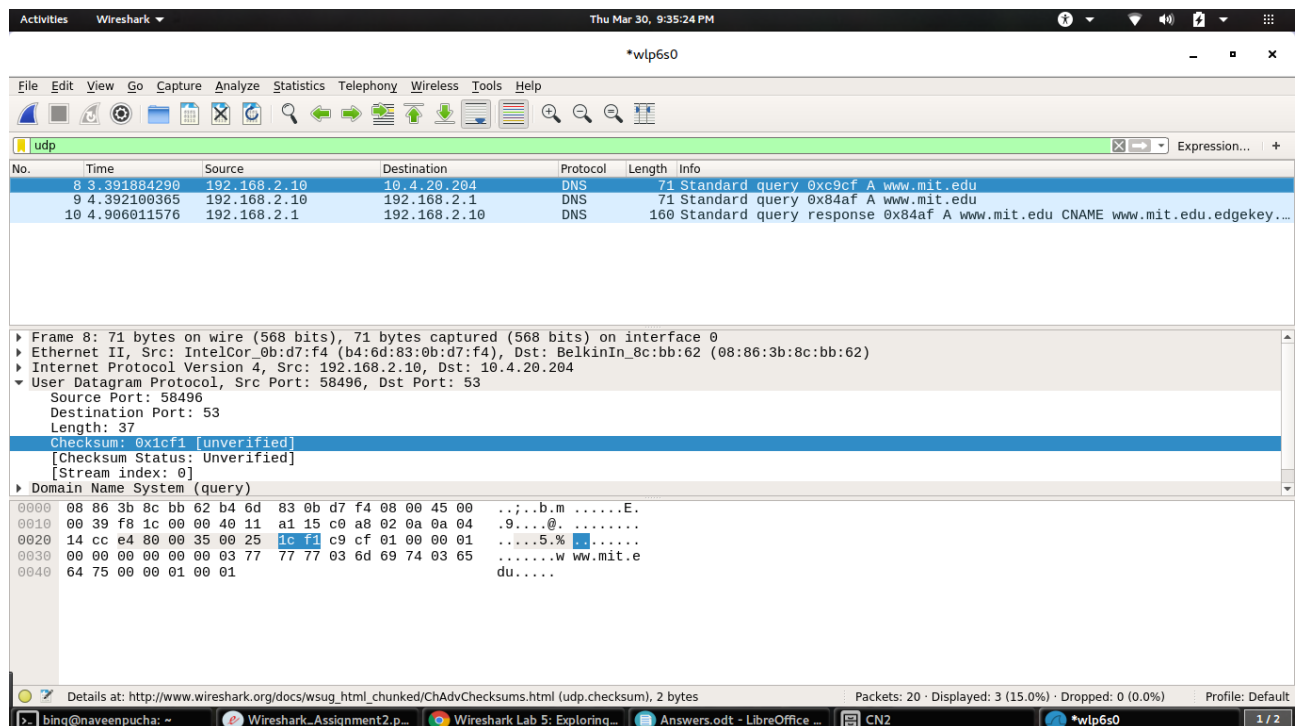 Activities Wireshark Thu Mar 30, 9:35:24 PM
*wlp6s0
File Edit View Go Capture Analyze Statistics Telephony Wireless Tools Help
udp Expression... +
No. Time Source Destination Protocol Length Info
8 3.391884290 192.168.2.10 10.4.20.204 DNS 71 Standard query 0xc9cf A www.mit.edu
9 4.392100365 192.168.2.10 192.168.2.1 DNS 71 Standard query 0x84af A www.mit.edu
10 4.906011576 192.168.2.1 192.168.2.10 DNS 160 Standard query response 0x84af A www.mit.edu CNAME www.mit.edu.edgekey....
Frame 8: 71 bytes on wire (568 bits), 71 bytes captured (568 bits) on interface 0
Ethernet II, Src: IntelCor_0b:d7:f4 (b4:6d:83:0b:d7:f4), Dst: BelkinIn_8c:bb:62 (08:86:3b:8c:bb:62)
Internet Protocol Version 4, Src: 192.168.2.10, Dst: 10.4.20.204
User Datagram Protocol, Src Port: 58496, Dst Port: 53
Source Port: 58496
Destination Port: 53
Length: 37
Checksum: 0x1cf1 [unverified]
[Checksum Status: Unverified]
[Stream index: 0]
Domain Name System (query)
0000 08 86 3b 8c bb 62 b4 6d 83 0b d7 f4 08 00 45 00 ..;..b.m ......E.
0010 00 39 f8 1c 00 00 40 11 a1 15 c0 a8 02 0a 0a 04 .9....@. ........
0020 14 cc e4 80 00 35 00 25 1c f1 c9 cf 01 00 00 01 .....5.% ........
0030 00 00 00 00 00 00 03 77 77 77 03 6d 69 74 03 65 .......w ww.mit.e
0040 64 75 00 00 01 00 01 du.....
Details at: http://www.wireshark.org/docs/wsug_html_chunked/ChAdvChecksums.html (udp.checksum), 2 bytes Packets: 20 · Displayed: 3 (15.0%) · Dropped: 0 (0.0%) Profile: Default
bing@naveenpucha: ~ Wireshark_Assignment2.p... Wireshark Lab 5: Exploring... Answers.odt - LibreOffice ... CN2 *wlp6s0 1 / 2